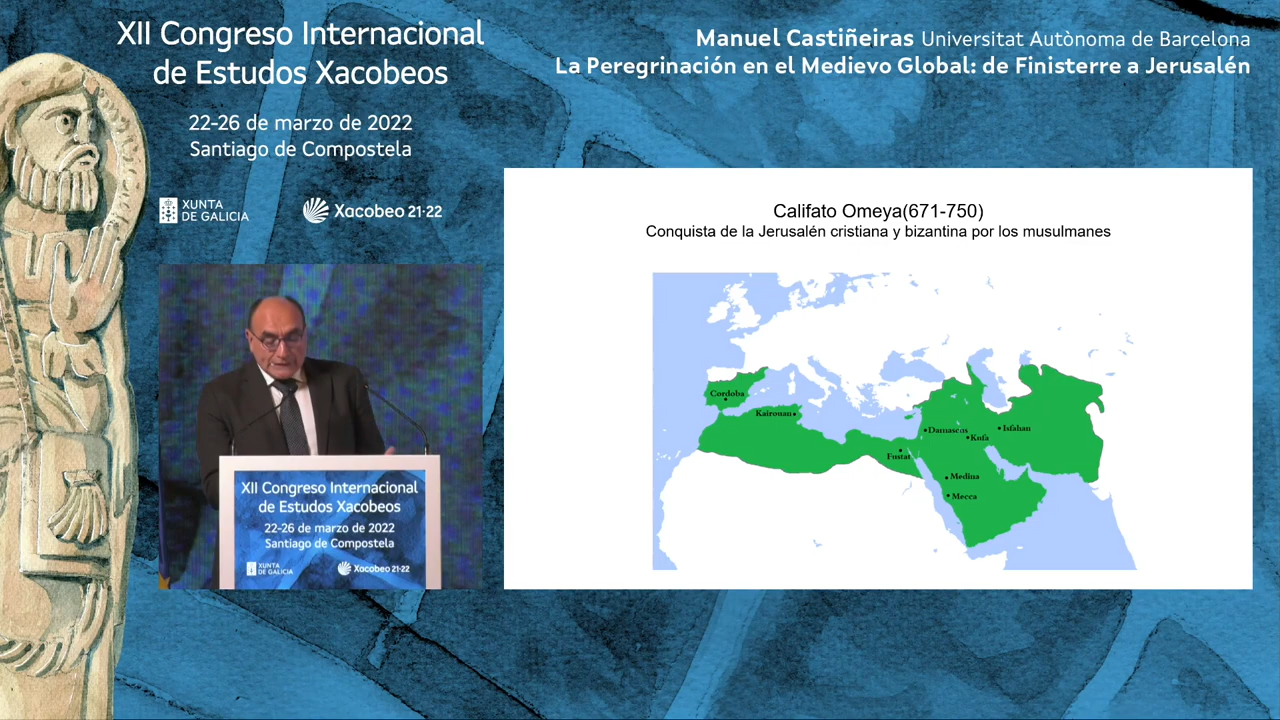 XII Congreso Internacional
de Estudos Xacobeos
22-26 de marzo de 2022
Santiago de Compostela
XUNTA
DE GALICIA
Xacobeo 21·22
Manuel Castiñeiras Universitat Autònoma de Barcelona
La Peregrinación en el Medievo Global: de Finisterre a Jerusalén
Califato Omeya(671-750)
Conquista de la Jerusalén cristiana y bizantina por los musulmanes
Cordoba
Kairouan
Damascus
Isfahan
Kufa
Fustat
Medina
Mecca
XII Congreso Internacional
de Estudos Xacobeos
22-26 de marzo de 2022
Santiago de Compostela
XUNTA
DE GALICIA
Xacobeo 21·22